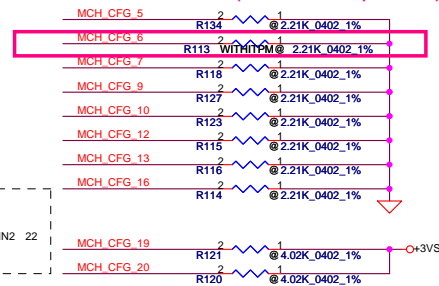 MCH_CFG_5
2 1
R134 @ 2.21K_0402_1%
MCH_CFG_6
2 1
R113 WITHITPM@ 2.21K_0402_1%
MCH_CFG_7
2 1
R118 @ 2.21K_0402_1%
MCH_CFG_9
2 1
R127 @ 2.21K_0402_1%
MCH_CFG_10
2 1
R123 @ 2.21K_0402_1%
MCH_CFG_12
2 1
R115 @ 2.21K_0402_1%
MCH_CFG_13
2 1
R116 @ 2.21K_0402_1%
MCH_CFG_16
2 1
R114 @ 2.21K_0402_1%
IN2 22
MCH_CFG_19
2 1
+3VS
R121 @ 4.02K_0402_1%
MCH_CFG_20
2 1
R120 @ 4.02K_0402_1%